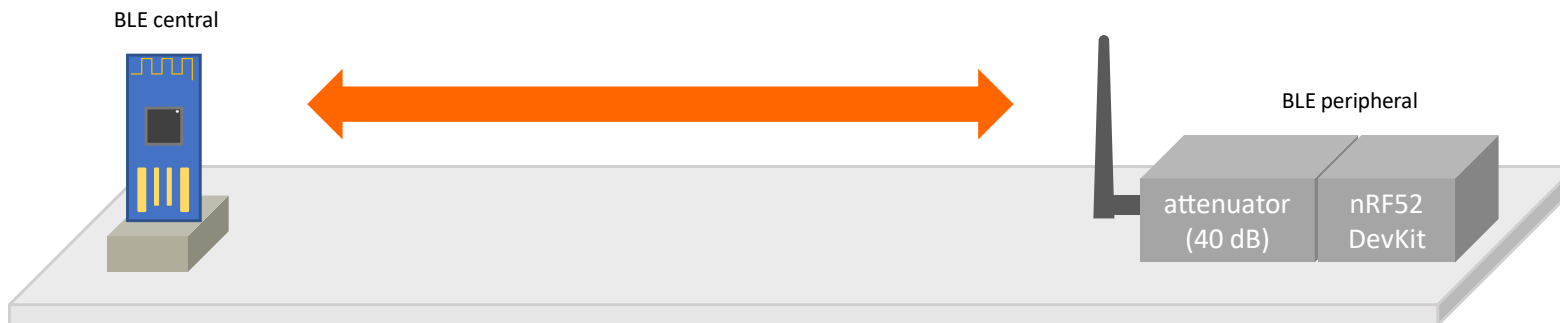 BLE central
BLE peripheral
attenuator
(40 dB)
nRF52
DevKit